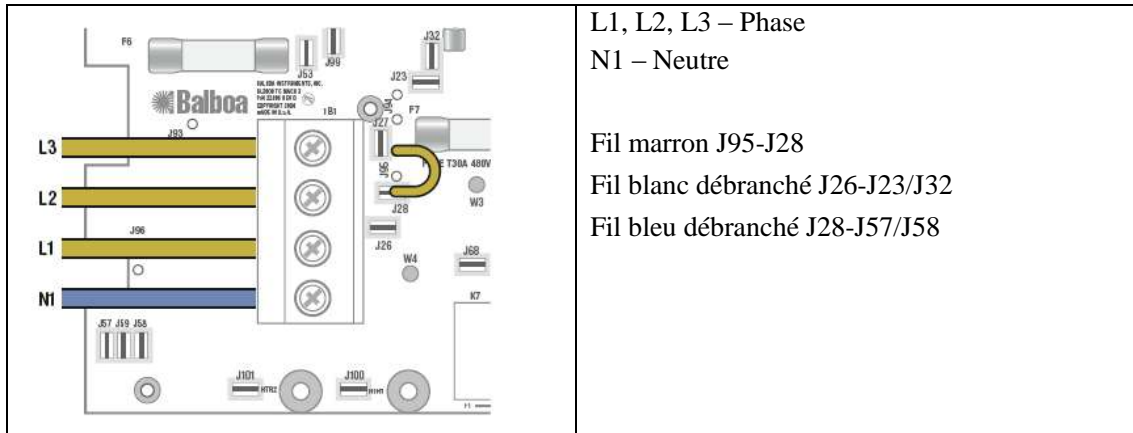 F6
J53
J99
J32
J23
Balboa
J93
J94
F7
J27
L3
T30A 480V
J95
L2
J28
W3
L1
J96
J26
W4
J68
N1
K7
J57 J59 J58
J101
HTR2
J100
F1
L1, L2, L3 – Phase
N1 – Neutre
Fil marron J95-J28
Fil blanc débranché J26-J23/J32
Fil bleu débranché J28-J57/J58